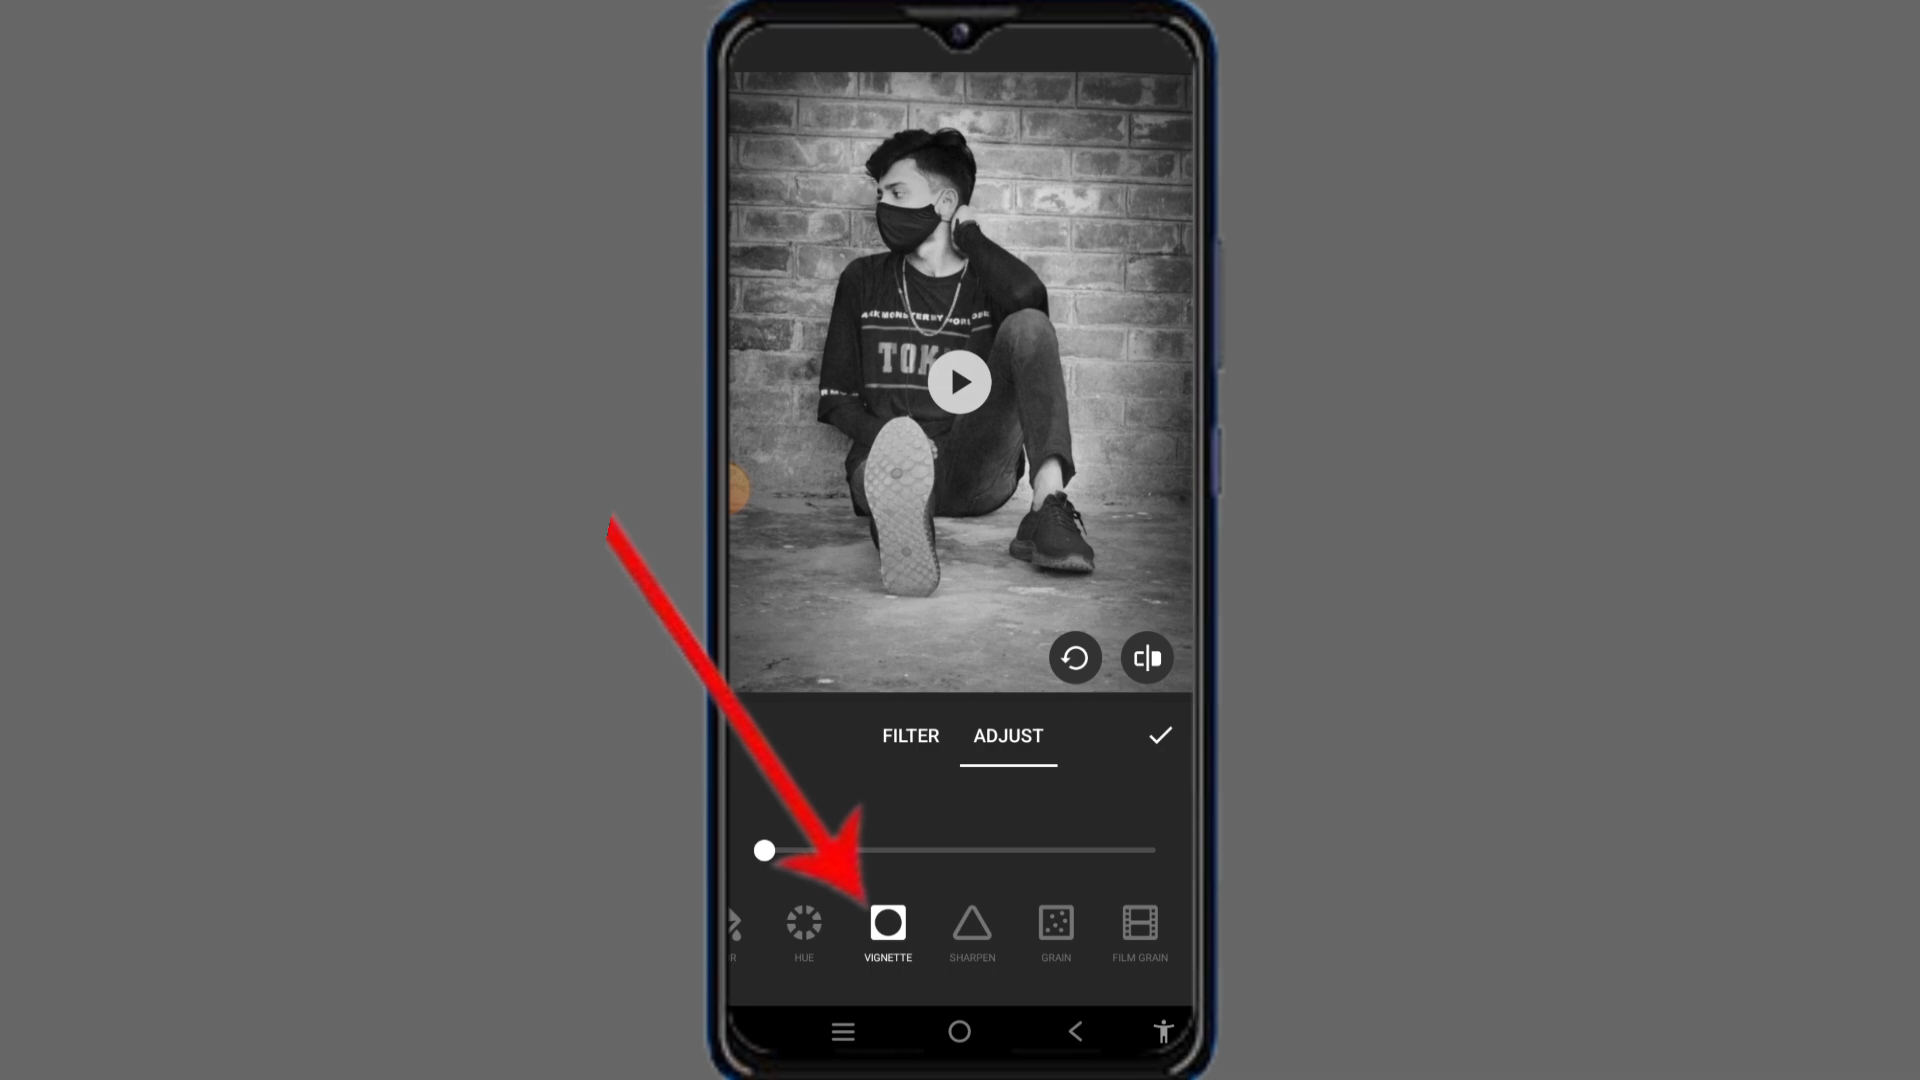 TOK
FILTER
ADJUST
R
HUE
VIGNETTE
SHARPEN
GRAIN
FILM GRAIN